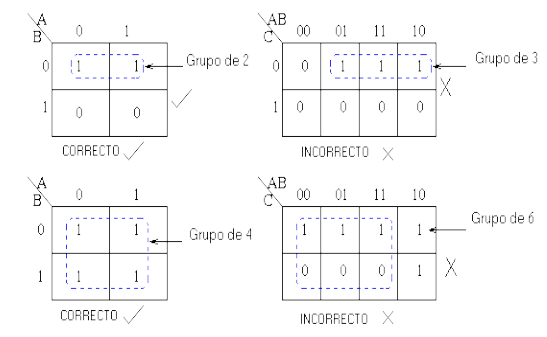 A
B 0 1
0 1 1 Grupo de 2
1 0 0
CORRECTO
AB
C 00 01 11 10
0 0 1 1 1 Grupo de 3
1 0 0 0 0
INCORRECTO
A
B 0 1
0 1 1 Grupo de 4
1 1 1
CORRECTO
AB
C 00 01 11 10
1 1 1 1 Grupo de 6
0 0 0 1
INCORRECTO